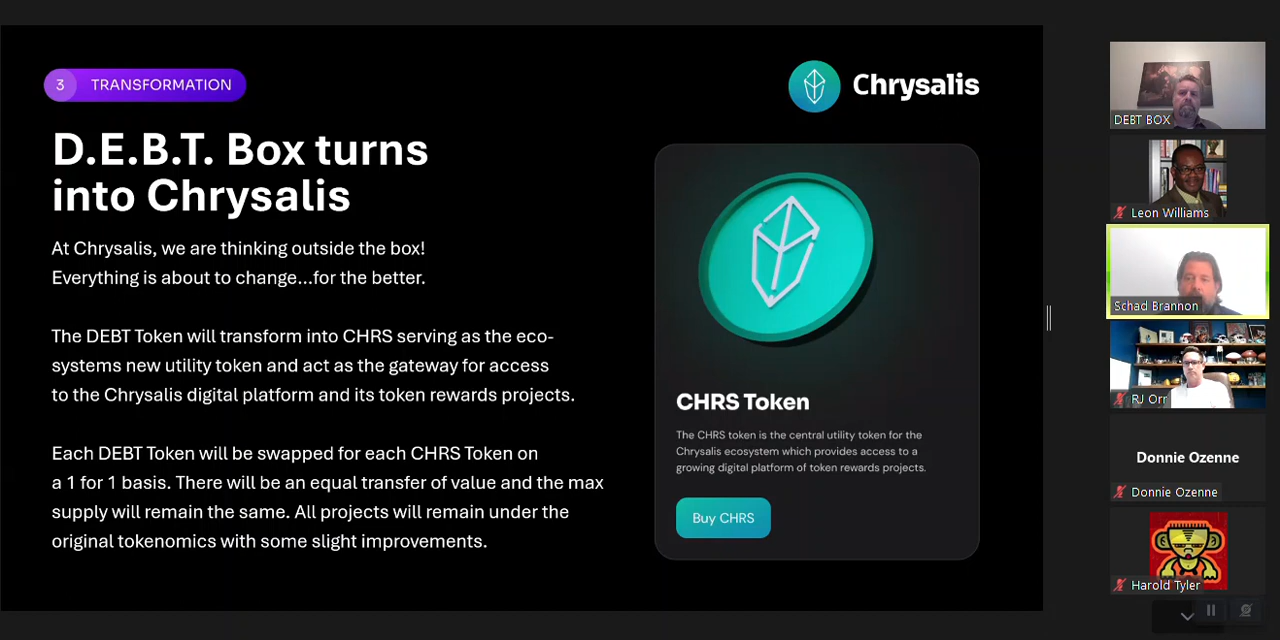 3 TRANSFORMATION
Chrysalis
D.E.B.T. Box turns
into Chrysalis
At Chrysalis, we are thinking outside the box!
Everything is about to change...for the better.
The DEBT Token will transform into CHRS serving as the eco-
systems new utility token and act as the gateway for access
to the Chrysalis digital platform and its token rewards projects.
Each DEBT Token will be swapped for each CHRS Token on
a 1 for 1 basis. There will be an equal transfer of value and the max
supply will remain the same. All projects will remain under the
original tokenomics with some slight improvements.
CHRS Token
The CHRS token is the central utility token for the
Chrysalis ecosystem which provides access to a
growing digital platform of token rewards projects.
Buy CHRS
DEBT BOX
Leon Williams
Schad Brannon
RJ Orr
Donnie Ozenne
Donnie Ozenne
Harold Tyler